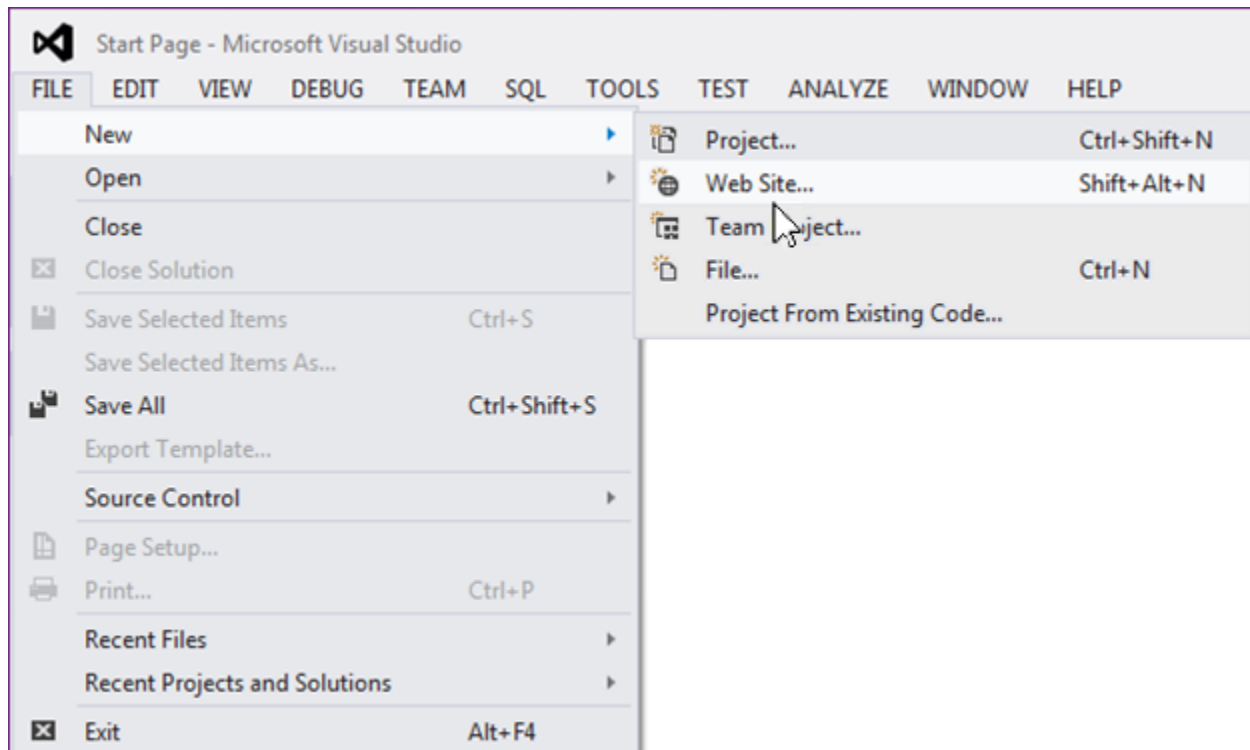 Start Page - Microsoft Visual Studio
FILE EDIT VIEW DEBUG TEAM SQL TOOLS TEST ANALYZE WINDOW HELP
New
Open
Close
Close Solution
Save Selected Items Ctrl+S
Save Selected Items As...
Save All Ctrl+Shift+S
Export Template...
Source Control
Page Setup...
Print... Ctrl+P
Recent Files
Recent Projects and Solutions
Exit Alt+F4
Project... Ctrl+Shift+N
Web Site... Shift+Alt+N
Team Project...
File... Ctrl+N
Project From Existing Code...